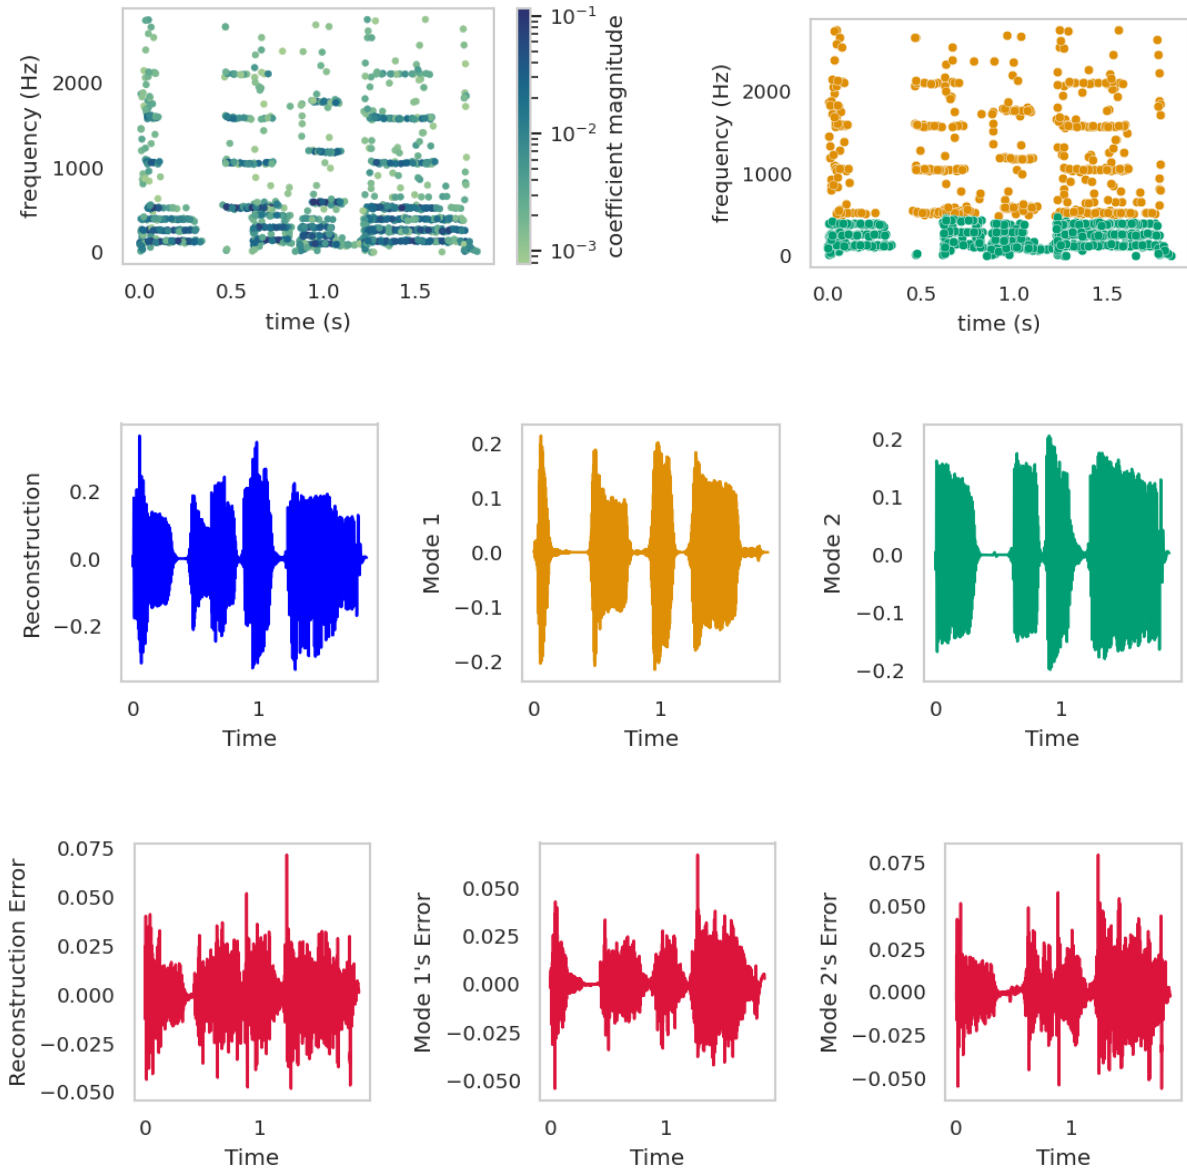 frequency (Hz)
2000
1000
0
0.0 0.5 1.0 1.5
time (s)
10⁻¹
10⁻²
10⁻³
coefficient magnitude
frequency (Hz)
2000
1000
0
0.0 0.5 1.0 1.5
time (s)
Reconstruction
0.2
0.0
−0.2
0 1
Time
Mode 1
0.2
0.1
0.0
−0.1
−0.2
0 1
Time
Mode 2
0.2
0.1
0.0
−0.1
−0.2
0 1
Time
Reconstruction Error
0.075
0.050
0.025
0.000
−0.025
−0.050
0 1
Time
Mode 1's Error
0.050
0.025
0.000
−0.025
−0.050
0 1
Time
Mode 2's Error
0.075
0.050
0.025
0.000
−0.025
−0.050
0 1
Time